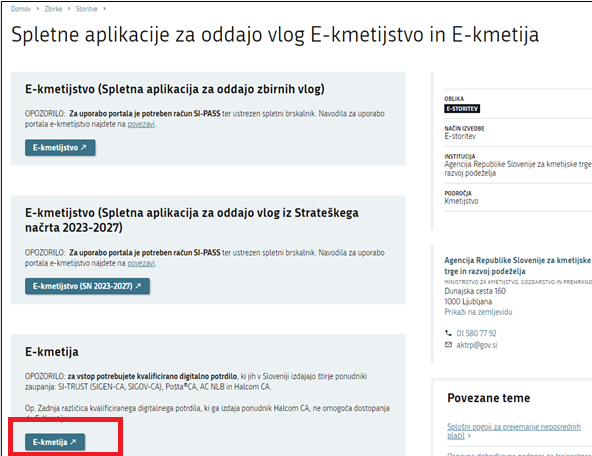 Domov > Zbirke > Storitve >
Spletne aplikacije za oddajo vlog E-kmetijstvo in E-kmetija
E-kmetijstvo (Spletna aplikacija za oddajo zbirnih vlog)
OPOZORILO: Za uporabo portala je potreben račun SI-PASS ter ustrezen spletni brskalnik. Navodila za uporabo
portala e-kmetijstvo najdete na povezavi.
E-kmetijstvo ↗
E-kmetijstvo (Spletna aplikacija za oddajo vlog iz Strateškega
načrta 2023-2027)
OPOZORILO: Za uporabo portala je potreben račun SI-PASS ter ustrezen spletni brskalnik. Navodila za uporabo
portala e-kmetijstvo najdete na povezavi.
E-kmetijstvo (SN 2023-2027) ↗
E-kmetija
OPOZORILO: za vstop potrebujete kvalificirano digitalno potrdilo, ki jih v Sloveniji izdajajo štirje ponudniki
zaupanja: SI-TRUST (SIGEN-CA, SIGOV-CA), Pošta®CA, AC NLB in Halcom CA.
Op. Zadnja različica kvalificiranega digitalnega potrdila, ki ga izdaja ponudnik Halcom CA, ne omogoča dostopanja
E-kmetija ↗
OBLIKA
E-STORITEV
NAČIN IZVEDBE
E-storitev
INSTITUCIJA
Agencija Republike Slovenije za kmetijske trge
razvoj podeželja
PODROČJA
Kmetijstvo
Agencija Republike Slovenije za kmetijske
trge in razvoj podeželja
MINISTRSTVO ZA KMETIJSTVO, GOZDARSTVO IN PREHRANO
Dunajska cesta 160
1000 Ljubljana
Prikaži na zemljevidu
01 580 77 92
aktrp@gov.si
Povezane teme
Splošni pogoji za prejemanje neposrednih
plačil >